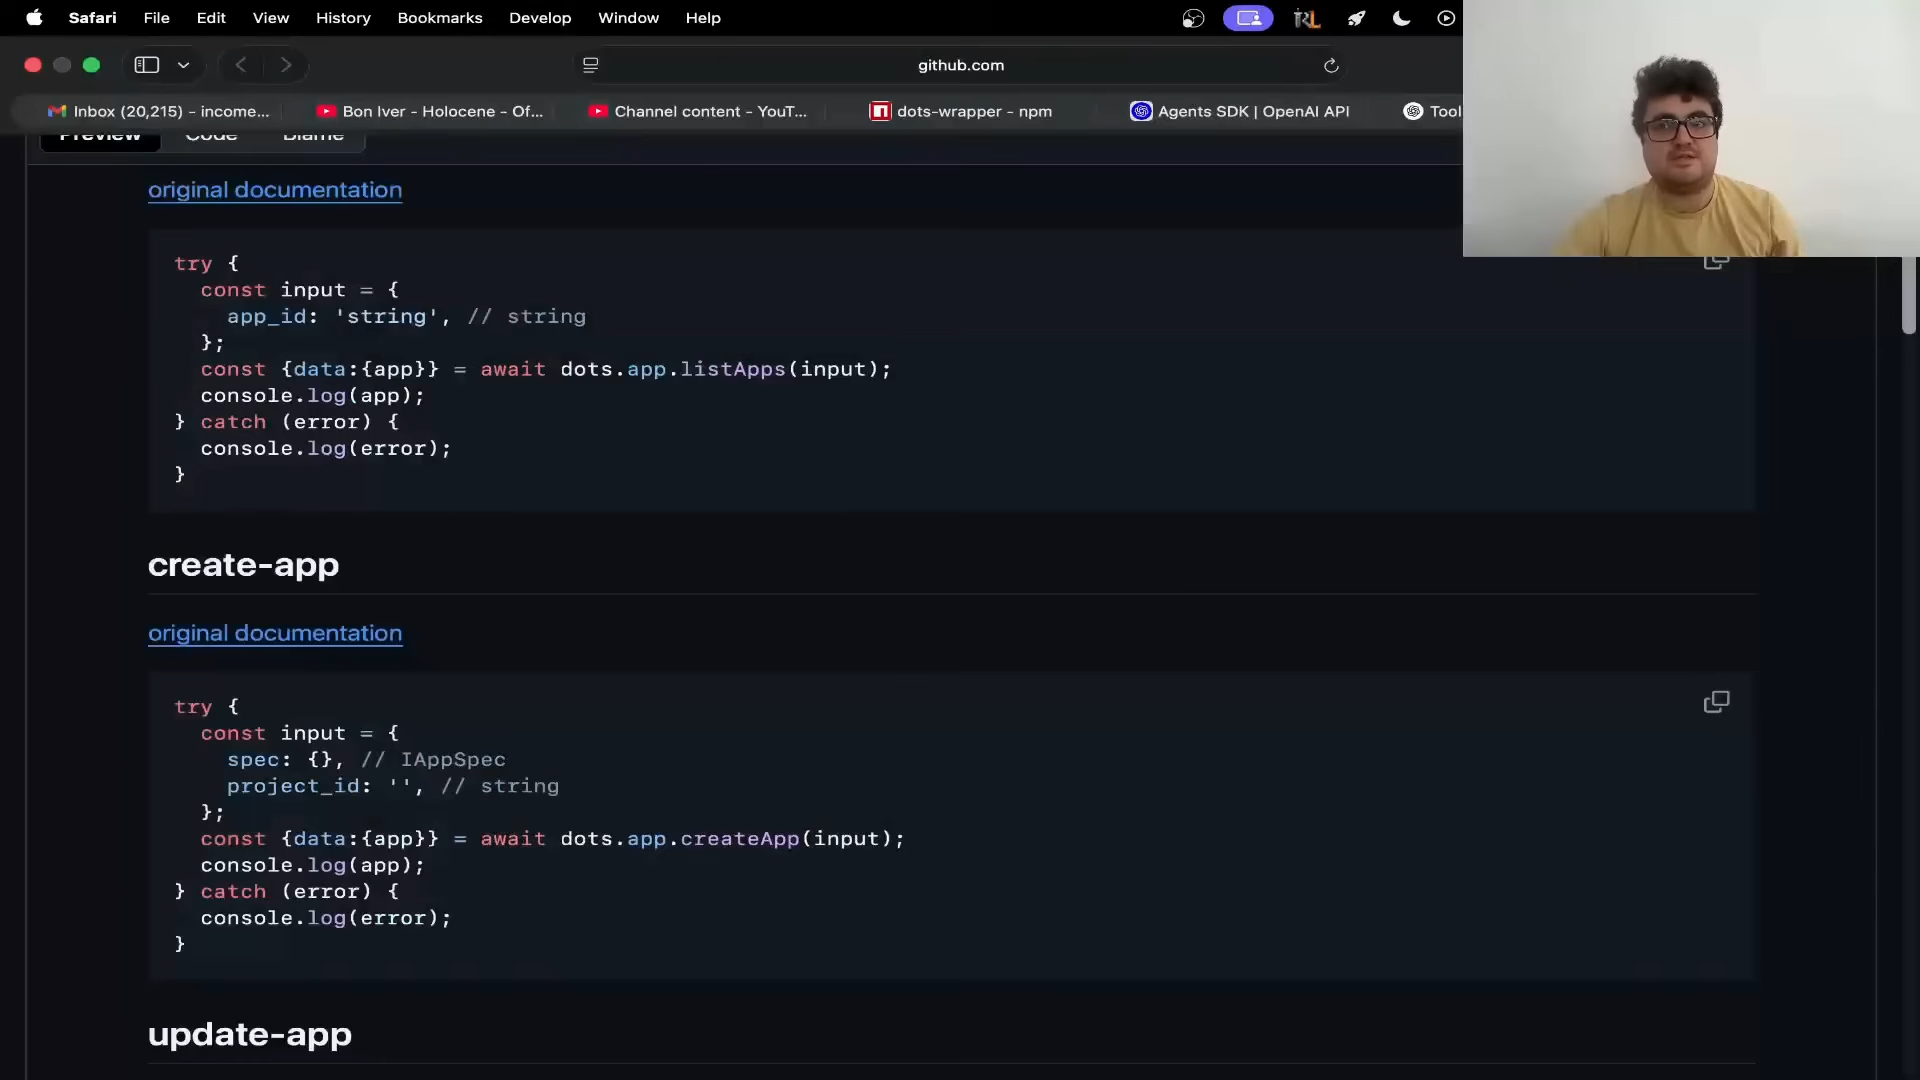 Safari File Edit View History Bookmarks Develop Window Help
github.com
Inbox (20,215) – income... Bon Iver - Holocene - Of... Channel content - YouT... dots-wrapper - npm Agents SDK | OpenAI API Tool
Preview Code Blame
original documentation
try {
const input = {
app_id: 'string', // string
};
const {data:{app}} = await dots.app.listApps(input);
console.log(app);
} catch (error) {
console.log(error);
}
create-app
original documentation
try {
const input = {
spec: {}, // IAppSpec
project_id: '', // string
};
const {data:{app}} = await dots.app.createApp(input);
console.log(app);
} catch (error) {
console.log(error);
}
update-app